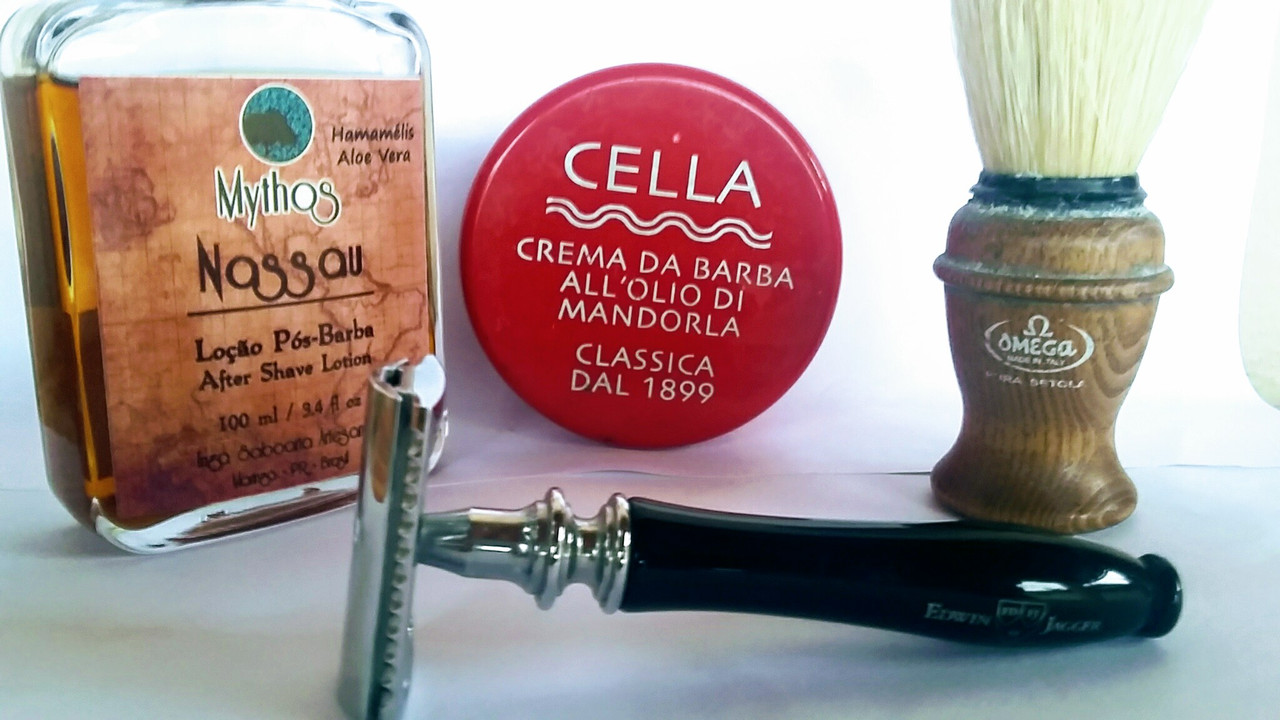 Hamamélis
Aloe Vera
Mythos
Nassau
Loção Pós-Barba
After Shave Lotion
100 ml / 3.4 fl oz
CELLA
CREMA DA BARBA
ALL'OLIO DI
MANDORLA
CLASSICA
DAL 1899
OMEGA
MADE IN ITALY
SETOLA
EDWIN JAGGER